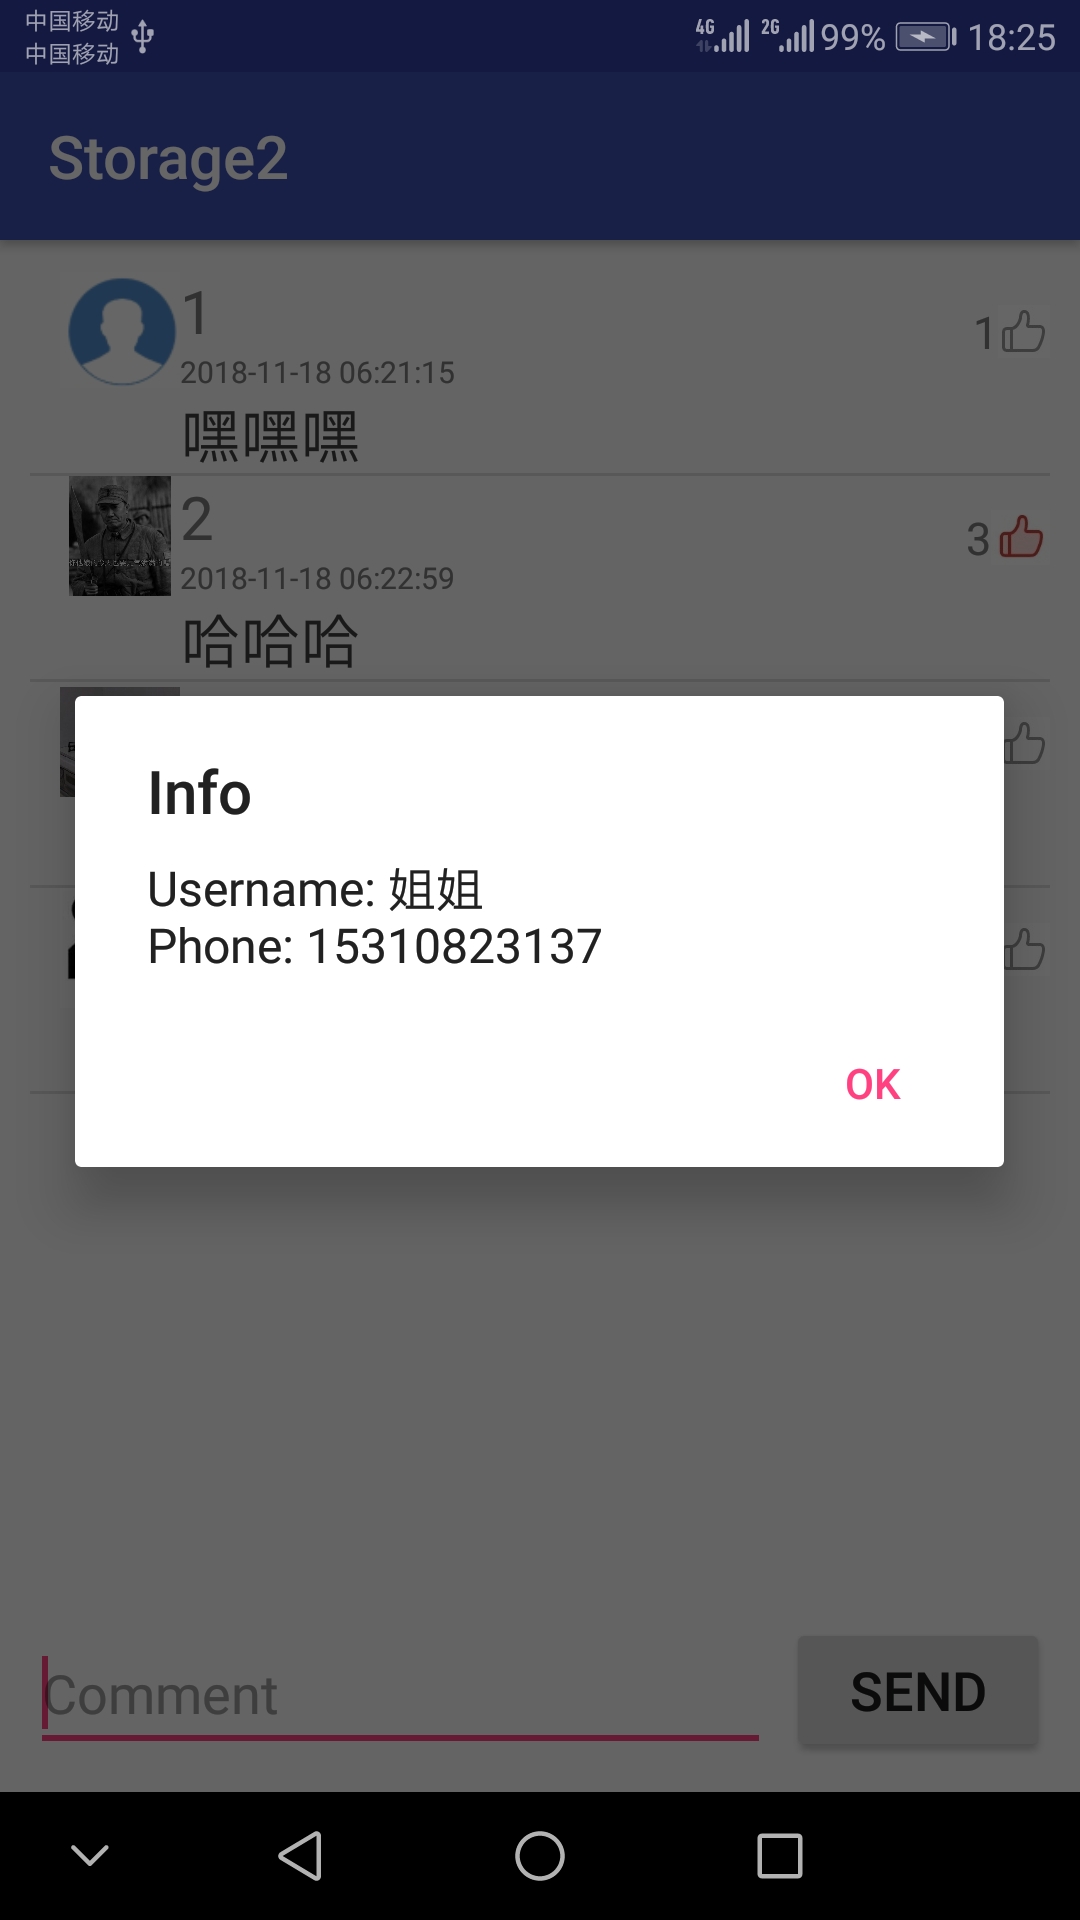 中国移动
中国移动
4G 2G 99% 18:25
Storage2
1
1
2018-11-18 06:21:15
嘿嘿嘿
2
3
2018-11-18 06:22:59
哈哈哈
Info
Username: 姐姐
Phone: 15310823137
OK
Comment
SEND